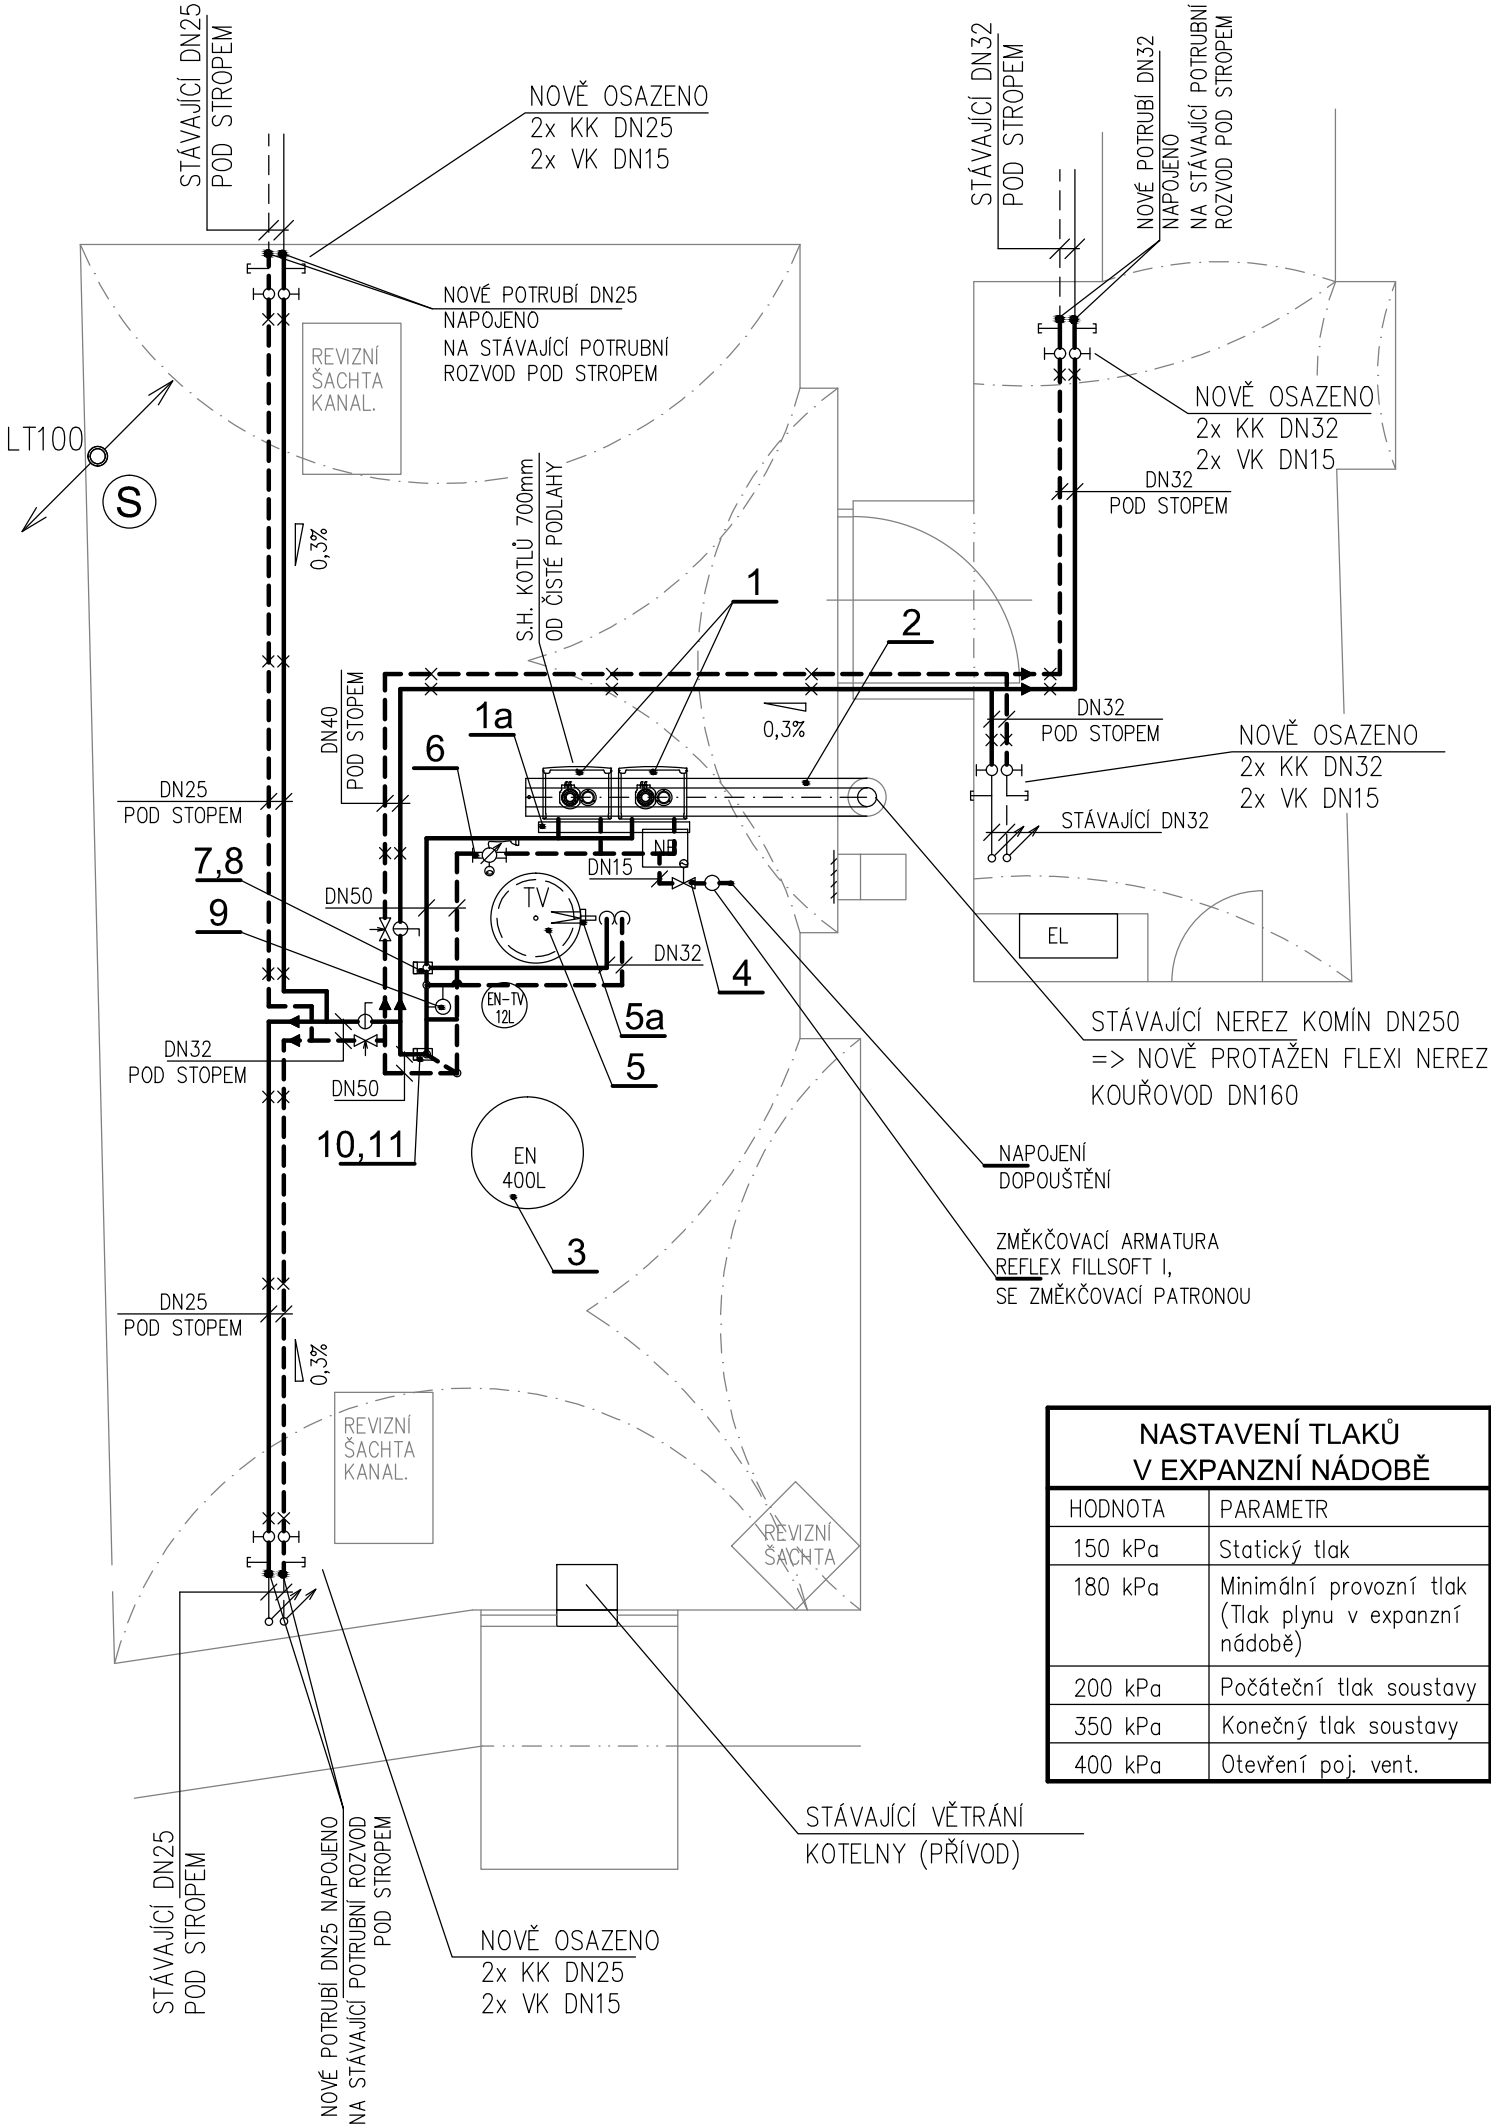 STÁVAJÍCÍ DN25
POD STROPEM
NOVĚ OSAZENO
2x KK DN25
2x VK DN15
STÁVAJÍCÍ DN32
POD STROPEM
NOVÉ POTRUBÍ DN32
NAPOJENO
NA STÁVAJÍCÍ POTRUBNÍ
ROZVOD POD STROPEM
NOVÉ POTRUBÍ DN25
NAPOJENO
NA STÁVAJÍCÍ POTRUBNÍ
ROZVOD POD STROPEM
REVIZNÍ
ŠACHTA
KANAL.
LT100
S
NOVĚ OSAZENO
2x KK DN32
2x VK DN15
DN32
POD STOPEM
0,3%
S.H. KOTLŮ 700mm
OD ČISTÉ PODLAHY
1
2
DN40
POD STOPEM
1a
6
0,3%
DN32
POD STOPEM
NOVĚ OSAZENO
2x KK DN32
2x VK DN15
DN25
POD STOPEM
STÁVAJÍCÍ DN32
NB
7,8
DN15
DN50
TV
9
EL
DN32
4
EN-TV
12L
5a
5
STÁVAJÍCÍ NEREZ KOMÍN DN250
=> NOVĚ PROTAŽEN FLEXI NEREZ
KOUŘOVOD DN160
DN32
POD STOPEM
DN50
10,11
EN
400L
NAPOJENÍ
DOPOUŠTĚNÍ
3
ZMĚKČOVACÍ ARMATURA
REFLEX FILLSOFT I,
SE ZMĚKČOVACÍ PATRONOU
DN25
POD STOPEM
0,3%
REVIZNÍ
ŠACHTA
KANAL.
REVIZNÍ
ŠACHTA
NASTAVENÍ TLAKŮ
V EXPANZNÍ NÁDOBĚ
HODNOTA PARAMETR
150 kPa Statický tlak
180 kPa Minimální provozní tlak
(Tlak plynu v expanzní
nádobě)
200 kPa Počáteční tlak soustavy
350 kPa Konečný tlak soustavy
400 kPa Otevření poj. vent.
STÁVAJÍCÍ VĚTRÁNÍ
KOTELNY (PŘÍVOD)
STÁVAJÍCÍ DN25
POD STROPEM
NOVÉ POTRUBÍ DN25 NAPOJENO
NA STÁVAJÍCÍ POTRUBNÍ ROZVOD
POD STROPEM
NOVĚ OSAZENO
2x KK DN25
2x VK DN15